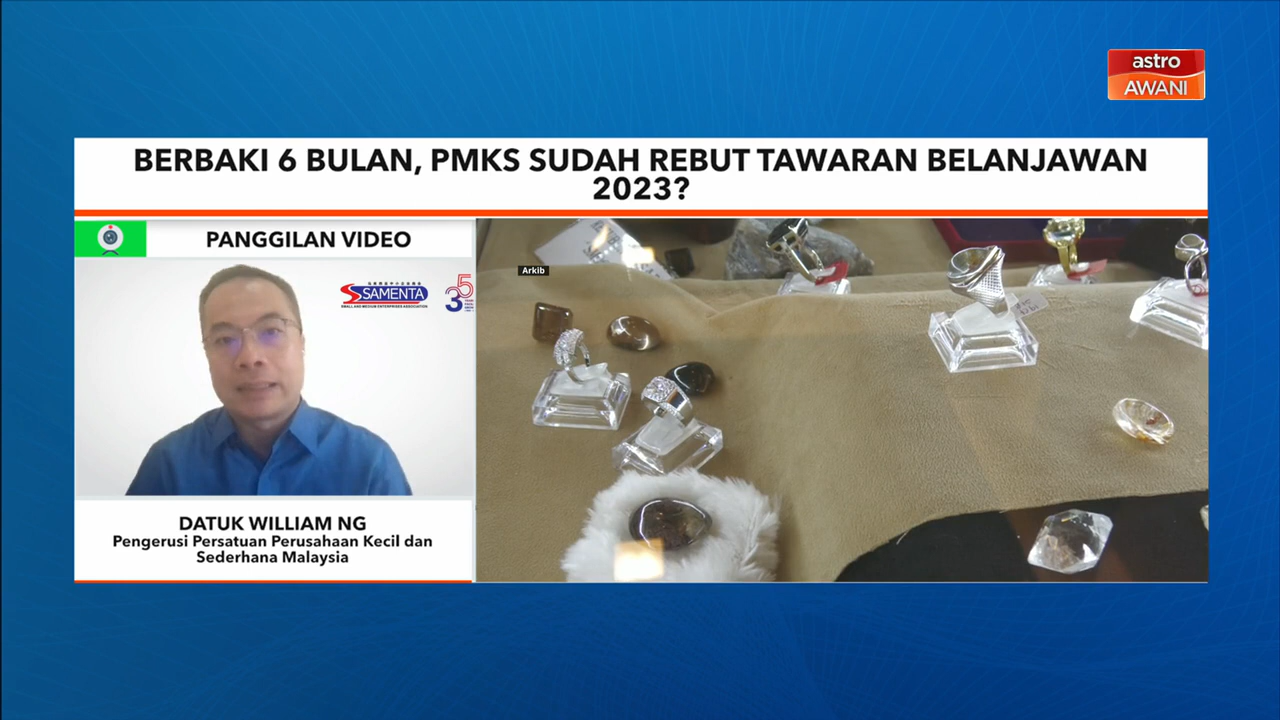 astro
AWANI
BERBAKI 6 BULAN, PMKS SUDAH REBUT TAWARAN BELANJAWAN
2023?
PANGGILAN VIDEO
Arkib
SAMENTA
SMALL AND MEDIUM ENTERPRISES ASSOCIATION
35
DATUK WILLIAM NG
Pengerusi Persatuan Perusahaan Kecil dan
Sederhana Malaysia